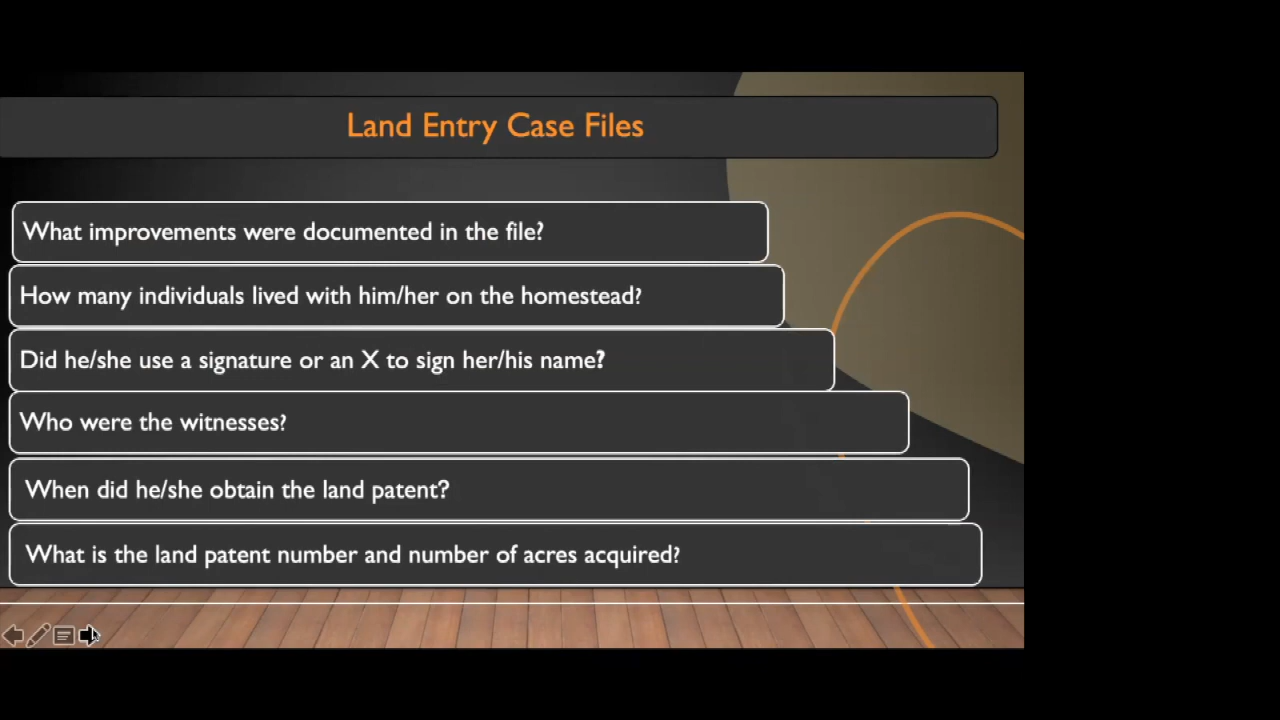 Land Entry Case Files
What improvements were documented in the file?
How many individuals lived with him/her on the homestead?
Did he/she use a signature or an X to sign her/his name?
Who were the witnesses?
When did he/she obtain the land patent?
What is the land patent number and number of acres acquired?